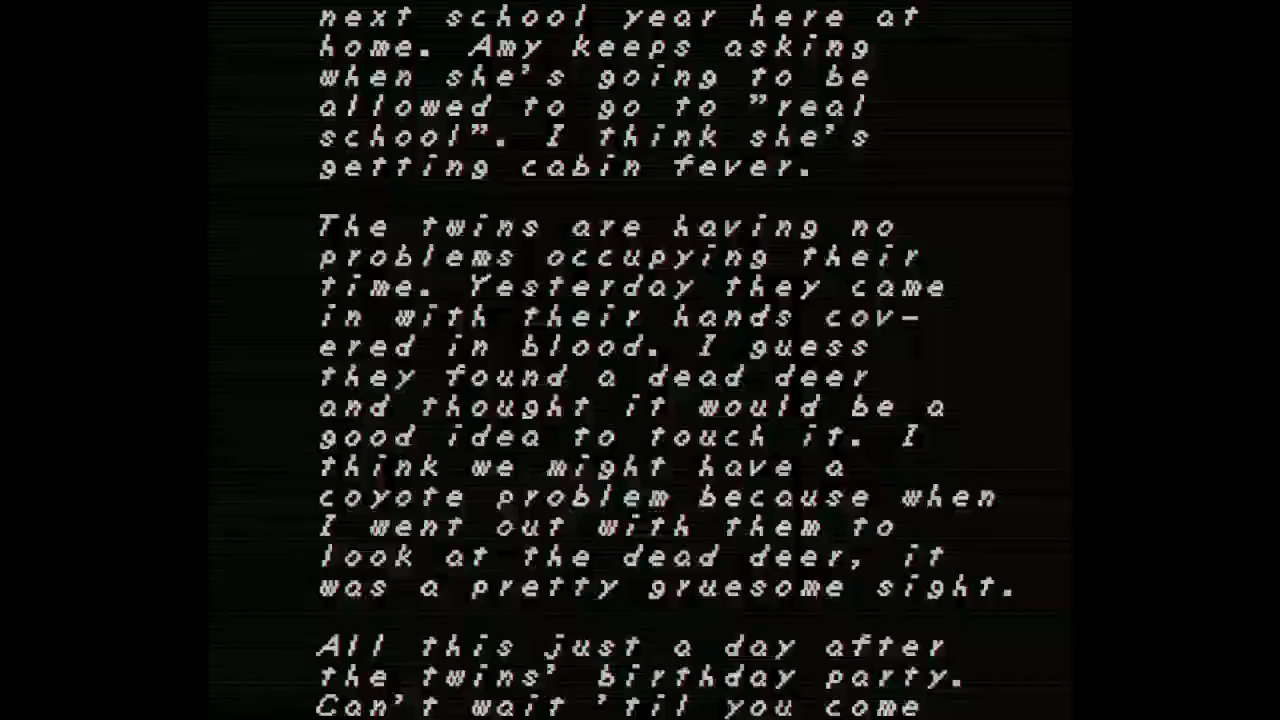 next school year here at
home. Amy keeps asking
when she's going to be
allowed to go to "real
school". I think she's
getting cabin fever.
The twins are having no
problems occupying their
time. Yesterday they came
in with their hands cov-
ered in blood. I guess
they found a dead deer
and thought it would be a
good idea to touch it. I
think we might have a
coyote problem because when
I went out with them to
look at the dead deer, it
was a pretty gruesome sight.
All this just a day after
the twins' birthday party.
Can't wait 'til you come